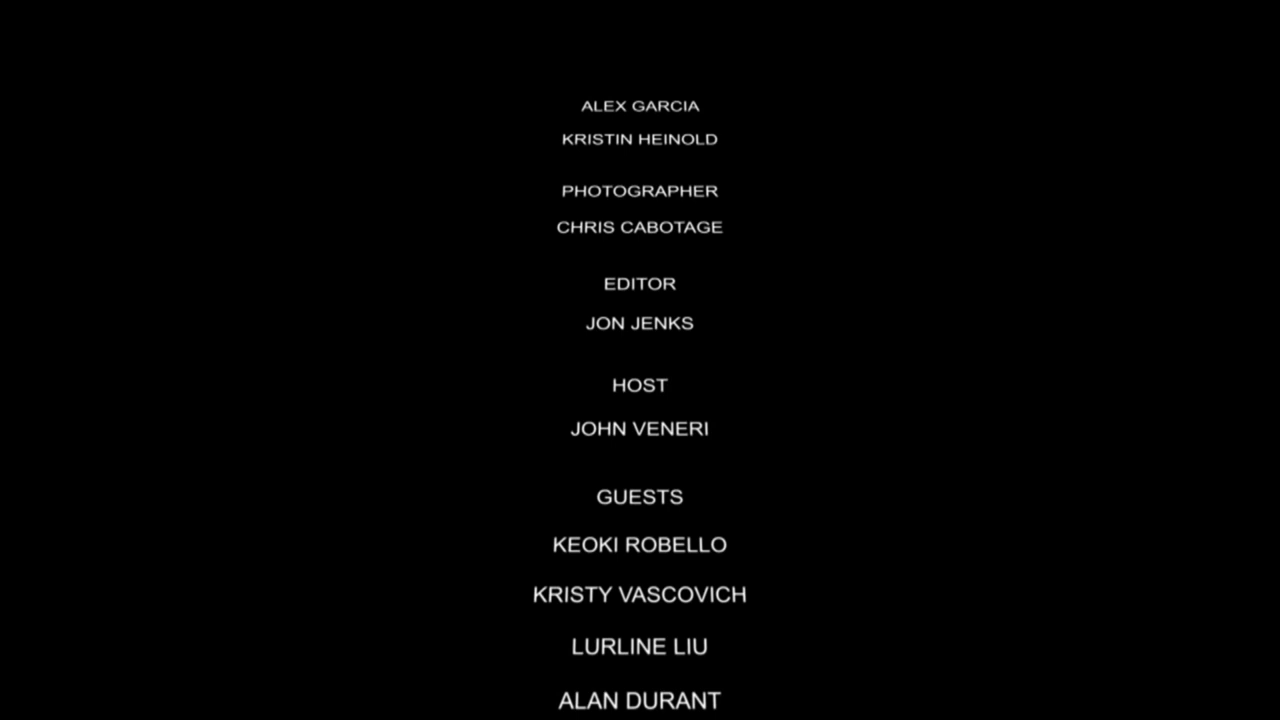 ALEX GARCIA
KRISTIN HEINOLD
PHOTOGRAPHER
CHRIS CABOTAGE
EDITOR
JON JENKS
HOST
JOHN VENERI
GUESTS
KEOKI ROBELLO
KRISTY VASCOVICH
LURLINE LIU
ALAN DURANT